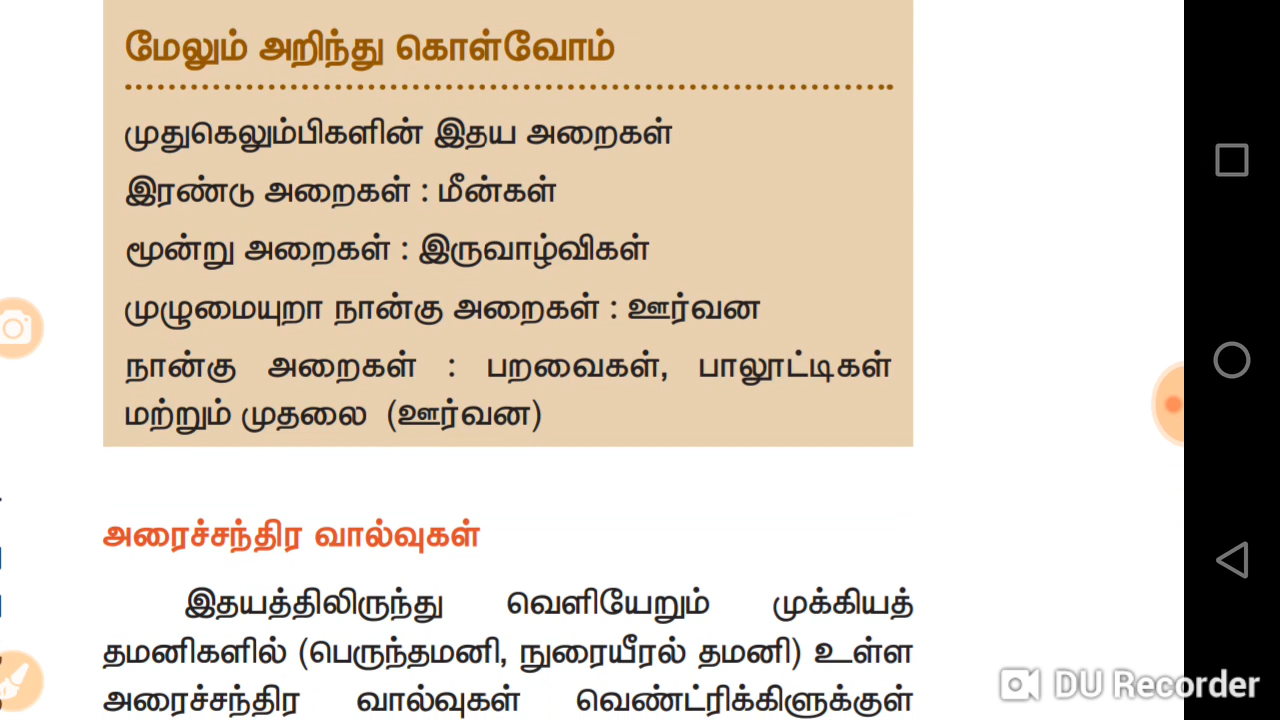 மேலும் அறிந்து கொள்வோம்
முதுகெலும்பிகளின் இதய அறைகள்
இரண்டு அறைகள் : மீன்கள்
மூன்று அறைகள் : இருவாழ்விகள்
முழுமையுறா நான்கு அறைகள் : ஊர்வன
நான்கு அறைகள் : பறவைகள், பாலூட்டிகள்
மற்றும் முதலை (ஊர்வன)
அரைச்சந்திர வால்வுகள்
இதயத்திலிருந்து வெளியேறும் முக்கியத்
தமனிகளில் (பெருந்தமனி, நுரையீரல் தமனி) உள்ள
அரைச்சந்திர வால்வுகள் வெண்ட்ரிக்கிளுக்குள்
DU Recorder